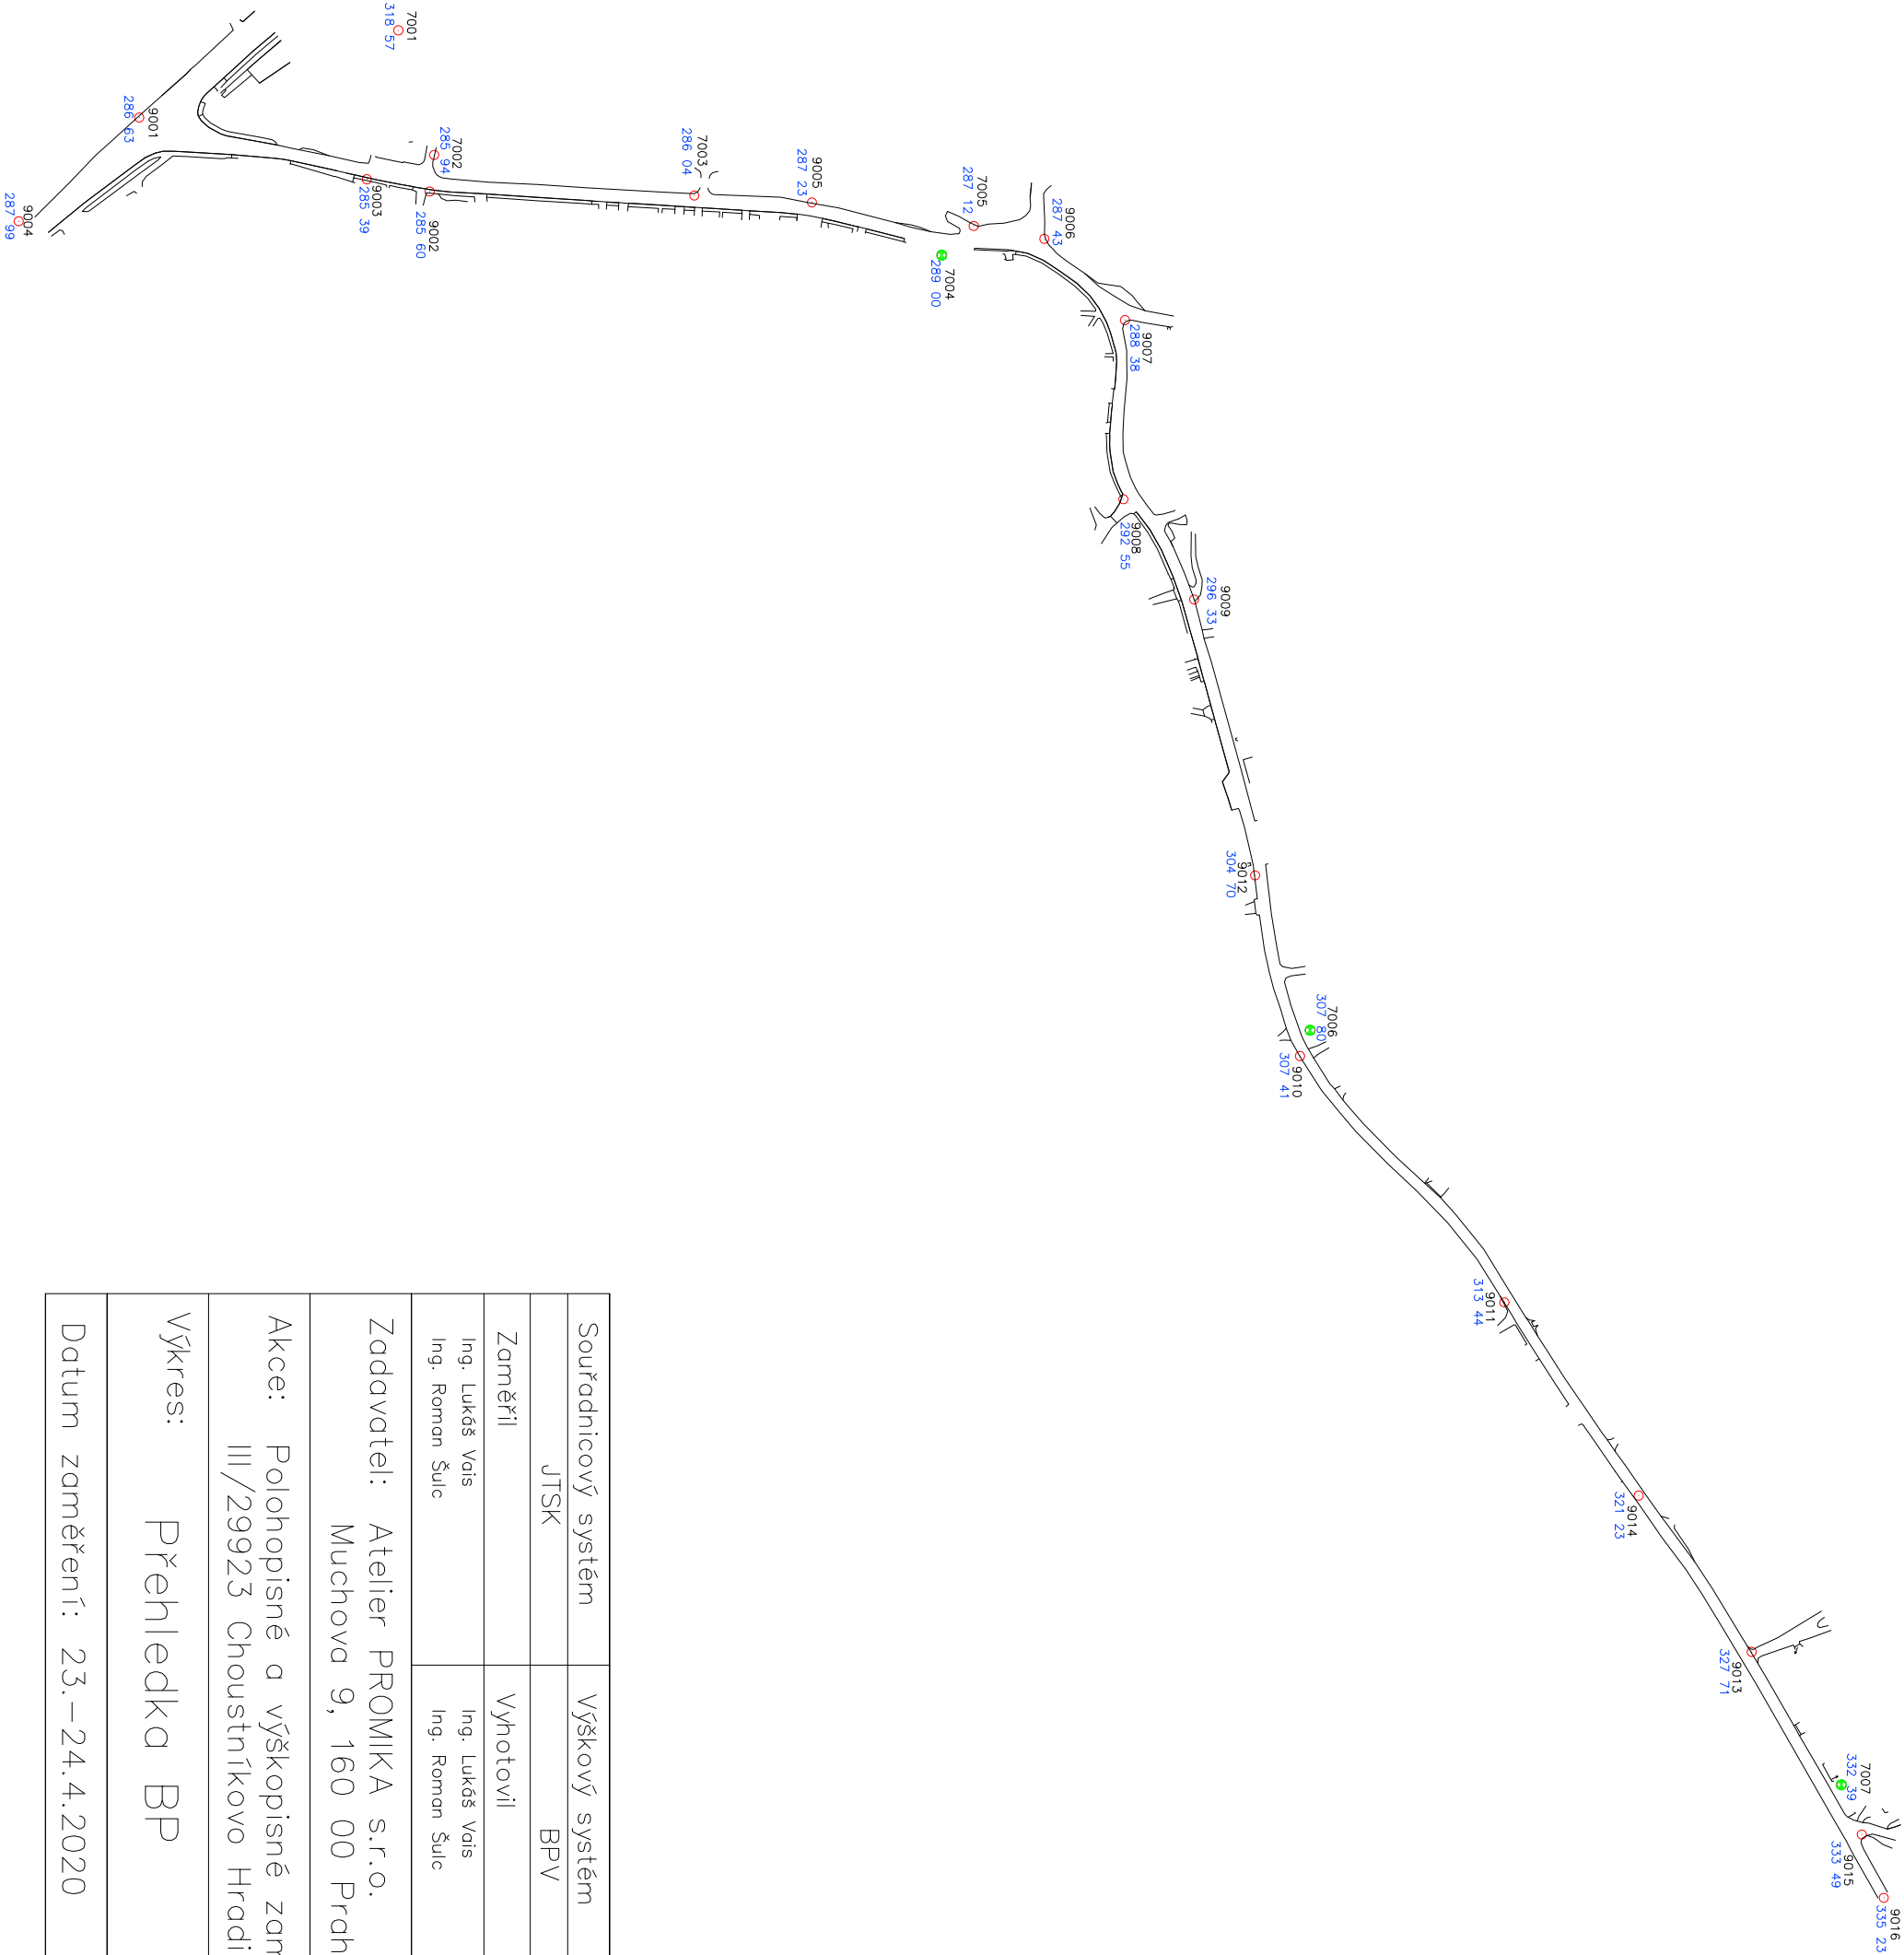 7001
318 57
9001
286 63
9004
287 99
7002
285 94
9003
285 39
9002
285 60
7003
286 04
9005
287 23
7005
287 12
7004
289 00
9006
287 43
9007
288 38
9008
292 55
9009
296 33
9012
304 70
7006
307 80
9010
307 41
9011
313 44
9014
321 23
9013
327 71
7007
332 39
9015
333 49
9016
335 23
Souřadnicový systém
Výškový systém
JTSK
BPV
Zaměřil
Vyhotovil
Ing. Lukáš Vais
Ing. Lukáš Vais
Ing. Roman Šulc
Ing. Roman Šulc
Zadavatel: Atelier PROMIKA s.r.o.
Muchova 9, 160 00 Prah
Akce: Polohopisné a výškopisné zam
III/29923 Choustníkovo Hradi
Výkres: Přehledka BP
Datum zaměření: 23.–24.4.2020